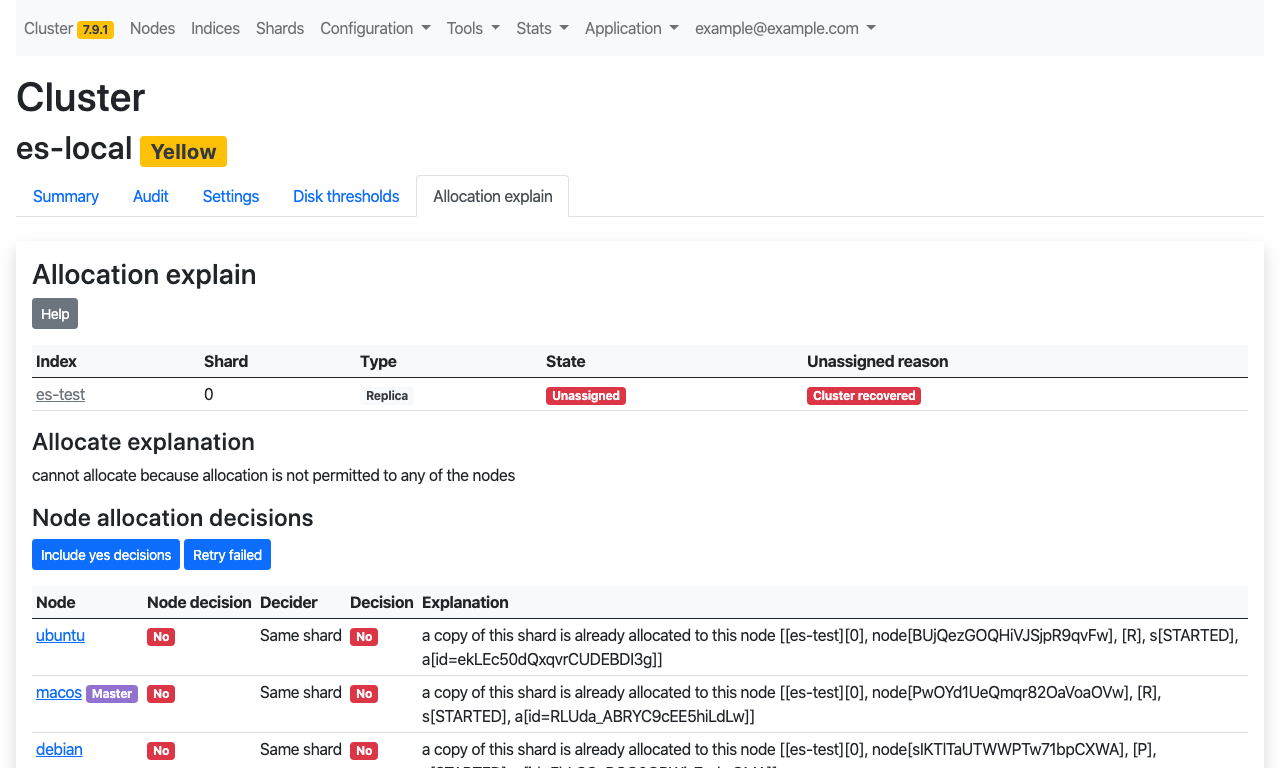 Cluster 7.9.1 Nodes Indices Shards Configuration Tools Stats Application example@example.com
Cluster
es-local Yellow
Summary Audit Settings Disk thresholds Allocation explain
Allocation explain
Help
Index Shard Type State Unassigned reason
es-test 0 Replica Unassigned Cluster recovered
Allocate explanation
cannot allocate because allocation is not permitted to any of the nodes
Node allocation decisions
Include yes decisions Retry failed
Node Node decision Decider Decision Explanation
ubuntu No Same shard No a copy of this shard is already allocated to this node [[es-test][0], node[BUjQezGOQHiVJSjpR9qvFw], [R], s[STARTED],
a[id=ekLEc50dQxqvrCUDEBDI3g]]
macos Master No Same shard No a copy of this shard is already allocated to this node [[es-test][0], node[PwOYd1UeQmqr82OaVoaOVw], [R],
s[STARTED], a[id=RLUda_ABRYC9cEE5hiLdLw]]
debian No Same shard No a copy of this shard is already allocated to this node [[es-test][0], node[slKTlTaUTWWPTw71bpCXWA], [P],